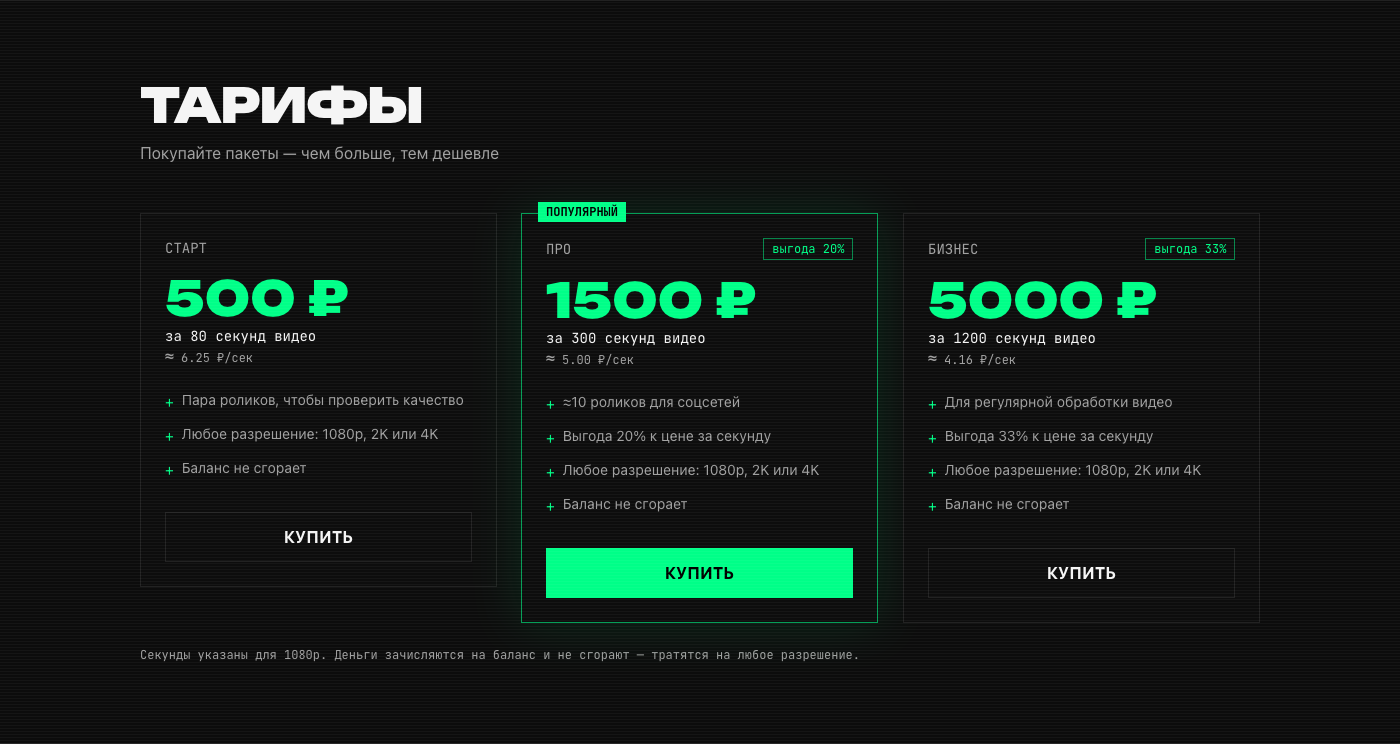 ТАРИФЫ
Покупайте пакеты — чем больше, тем дешевле
СТАРТ
500 ₽
за 80 секунд видео
≈ 6.25 ₽/сек
+ Пара роликов, чтобы проверить качество
+ Любое разрешение: 1080p, 2K или 4K
+ Баланс не сгорает
КУПИТЬ
ПОПУЛЯРНЫЙ
ПРО
выгода 20%
1500 ₽
за 300 секунд видео
≈ 5.00 ₽/сек
+ ≈10 роликов для соцсетей
+ Выгода 20% к цене за секунду
+ Любое разрешение: 1080p, 2K или 4K
+ Баланс не сгорает
КУПИТЬ
БИЗНЕС
выгода 33%
5000 ₽
за 1200 секунд видео
≈ 4.16 ₽/сек
+ Для регулярной обработки видео
+ Выгода 33% к цене за секунду
+ Любое разрешение: 1080p, 2K или 4K
+ Баланс не сгорает
КУПИТЬ
Секунды указаны для 1080p. Деньги зачисляются на баланс и не сгорают — тратятся на любое разрешение.